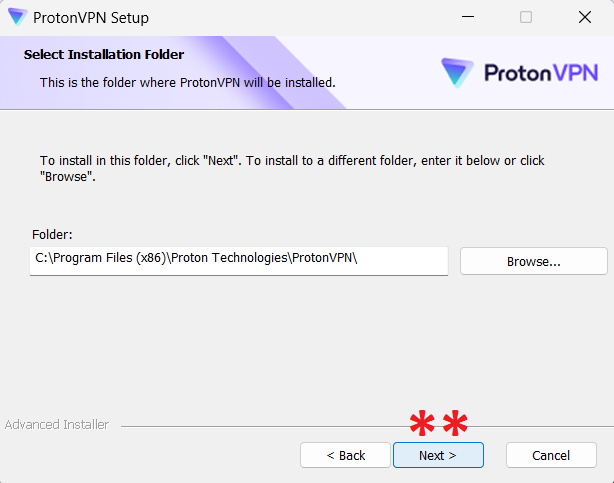 ProtonVPN Setup
Select Installation Folder
This is the folder where ProtonVPN will be installed.
ProtonVPN
To install in this folder, click "Next". To install to a different folder, enter it below or click
"Browse".
Folder:
C:\Program Files (x86)\Proton Technologies\ProtonVPN\
Browse...
Advanced Installer
**
< Back
Next >
Cancel